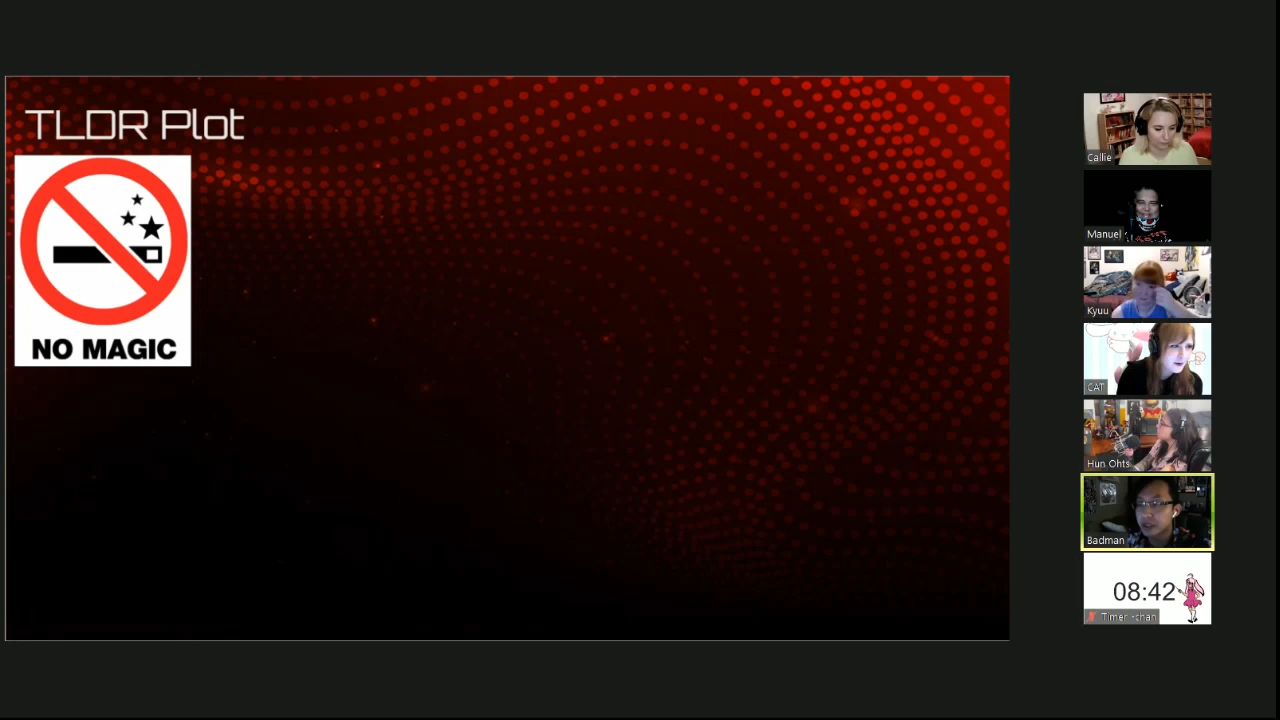 TLDR Plot
NO MAGIC
Callie
Manuel
Kyuu
CAT
Hun Ohts
Badman
08:42
Timer -chan